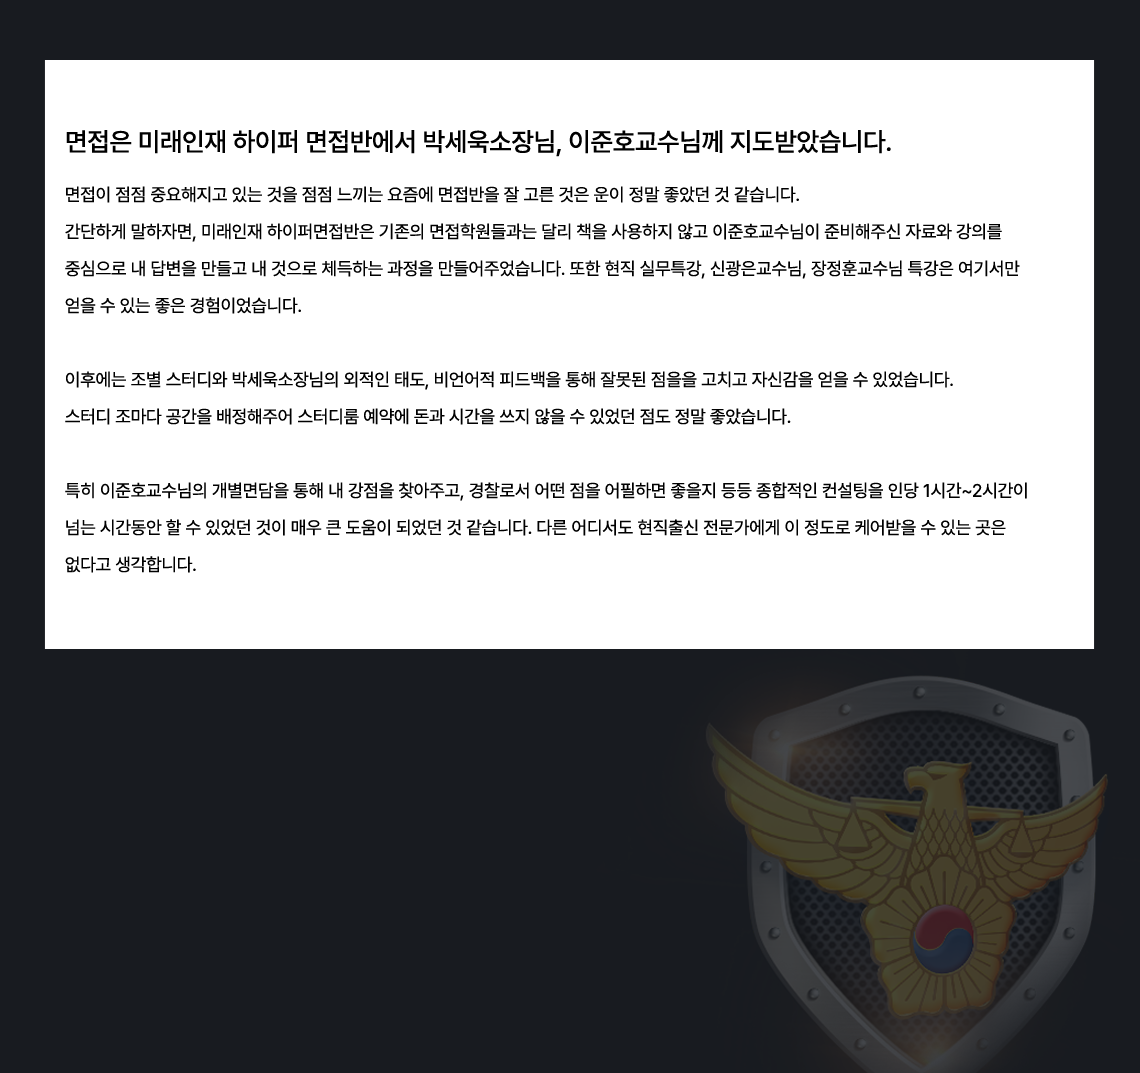 면접은 미래인재 하이퍼 면접반에서 박세욱소장님, 이준호교수님께 지도받았습니다.
면접이 점점 중요해지고 있는 것을 점점 느끼는 요즘에 면접반을 잘 고른 것은 운이 정말 좋았던 것 같습니다.
간단하게 말하자면, 미래인재 하이퍼면접반은 기존의 면접학원들과는 달리 책을 사용하지 않고 이준호교수님이 준비해주신 자료와 강의를
중심으로 내 답변을 만들고 내 것으로 체득하는 과정을 만들어주었습니다. 또한 현직 실무특강, 신광은교수님, 장정훈교수님 특강은 여기서만
얻을 수 있는 좋은 경험이었습니다.
이후에는 조별 스터디와 박세욱소장님의 외적인 태도, 비언어적 피드백을 통해 잘못된 점을을 고치고 자신감을 얻을 수 있었습니다.
스터디 조마다 공간을 배정해주어 스터디룸 예약에 돈과 시간을 쓰지 않을 수 있었던 점도 정말 좋았습니다.
특히 이준호교수님의 개별면담을 통해 내 강점을 찾아주고, 경찰로서 어떤 점을 어필하면 좋을지 등등 종합적인 컨설팅을 인당 1시간~2시간이
넘는 시간동안 할 수 있었던 것이 매우 큰 도움이 되었던 것 같습니다. 다른 어디서도 현직출신 전문가에게 이 정도로 케어받을 수 있는 곳은
없다고 생각합니다.